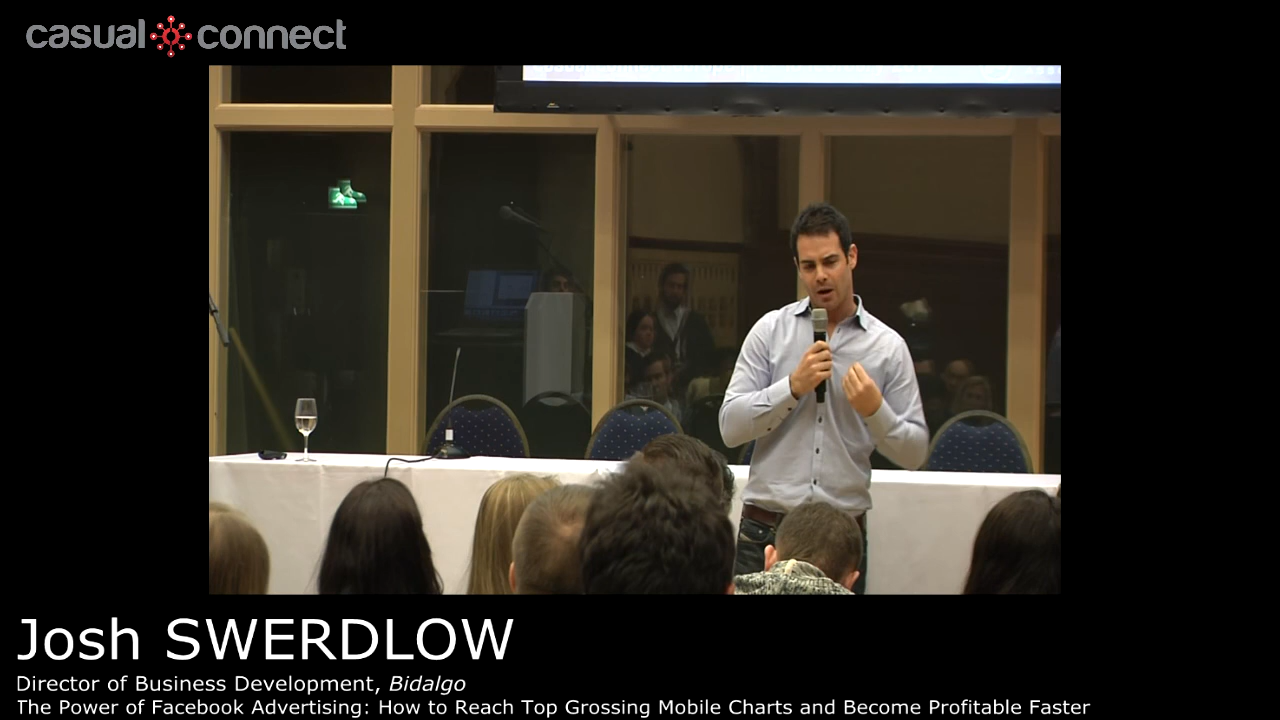 casual connect
Josh SWERDLOW
Director of Business Development, Bidalgo
The Power of Facebook Advertising: How to Reach Top Grossing Mobile Charts and Become Profitable Faster